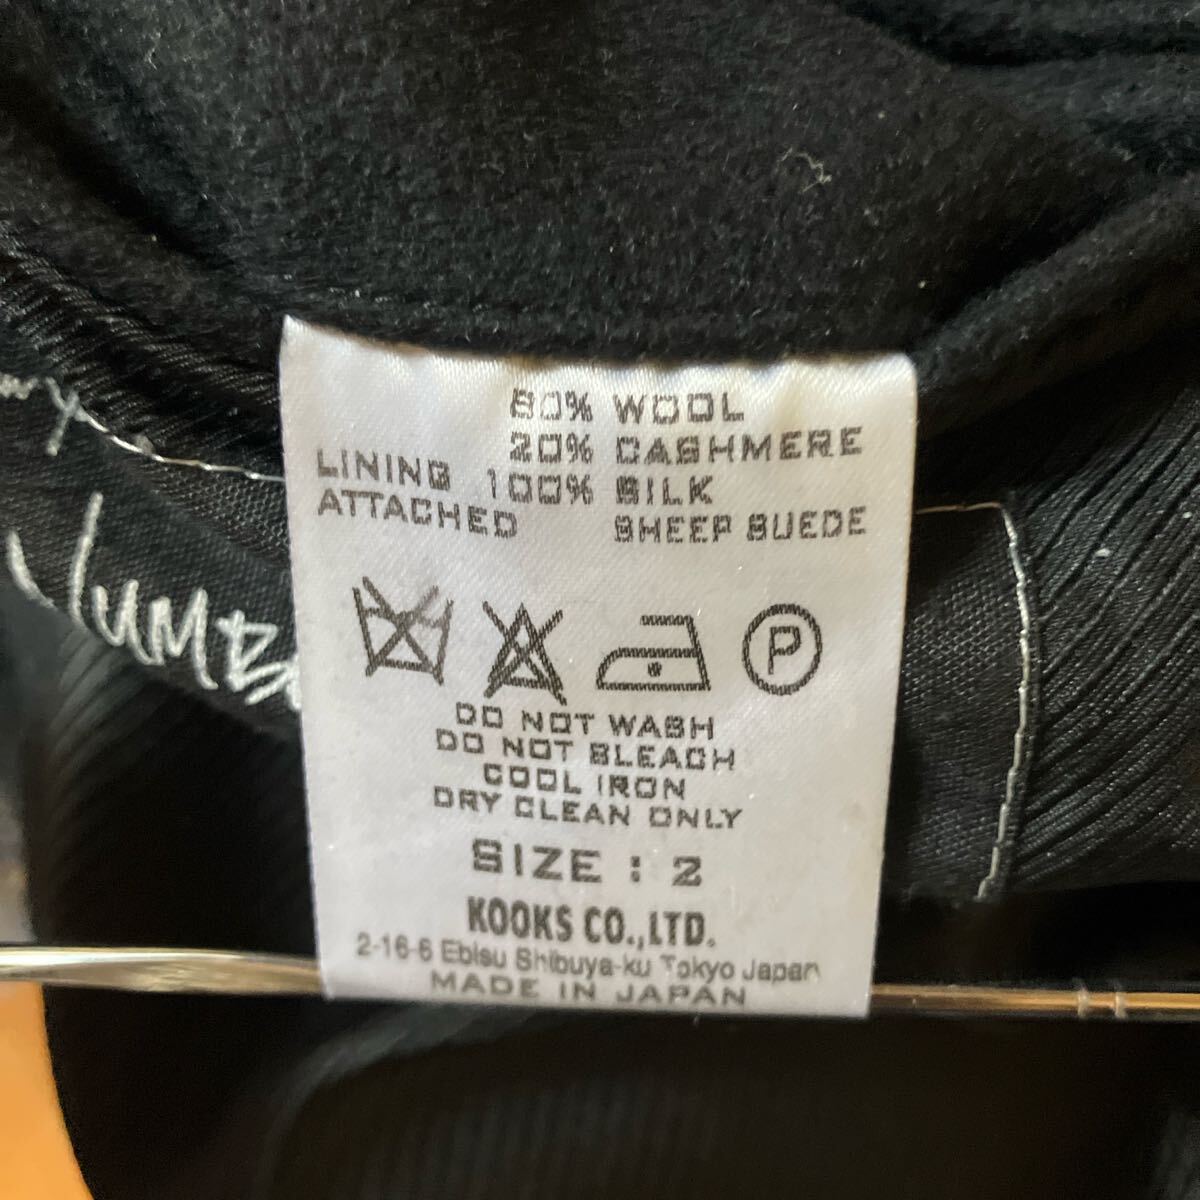 80% WOOL
20% CASHMERE
LINING 100% SILK
ATTACHED SHEEP SUEDE
P
DO NOT WASH
DO NOT BLEACH
COOL IRON
DRY CLEAN ONLY
SIZE : 2
KOOKS CO.,LTD.
2-16-6 Ebisu Shibuya-ku Tokyo Japan
MADE IN JAPAN